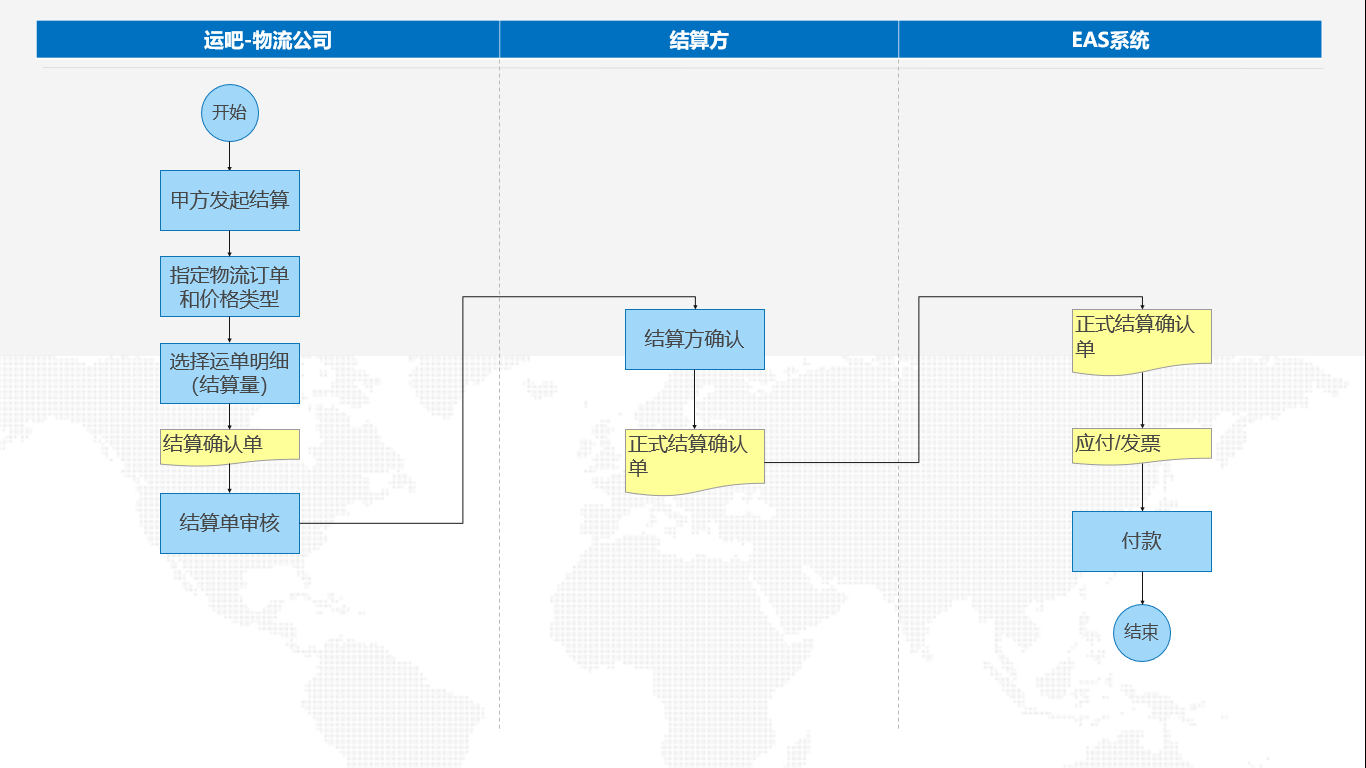 运吧-物流公司
结算方
EAS系统
开始
甲方发起结算
指定物流订单
和价格类型
选择运单明细
(结算量)
结算确认单
结算单审核
结算方确认
正式结算确认
单
正式结算确认
单
应付/发票
付款
结束